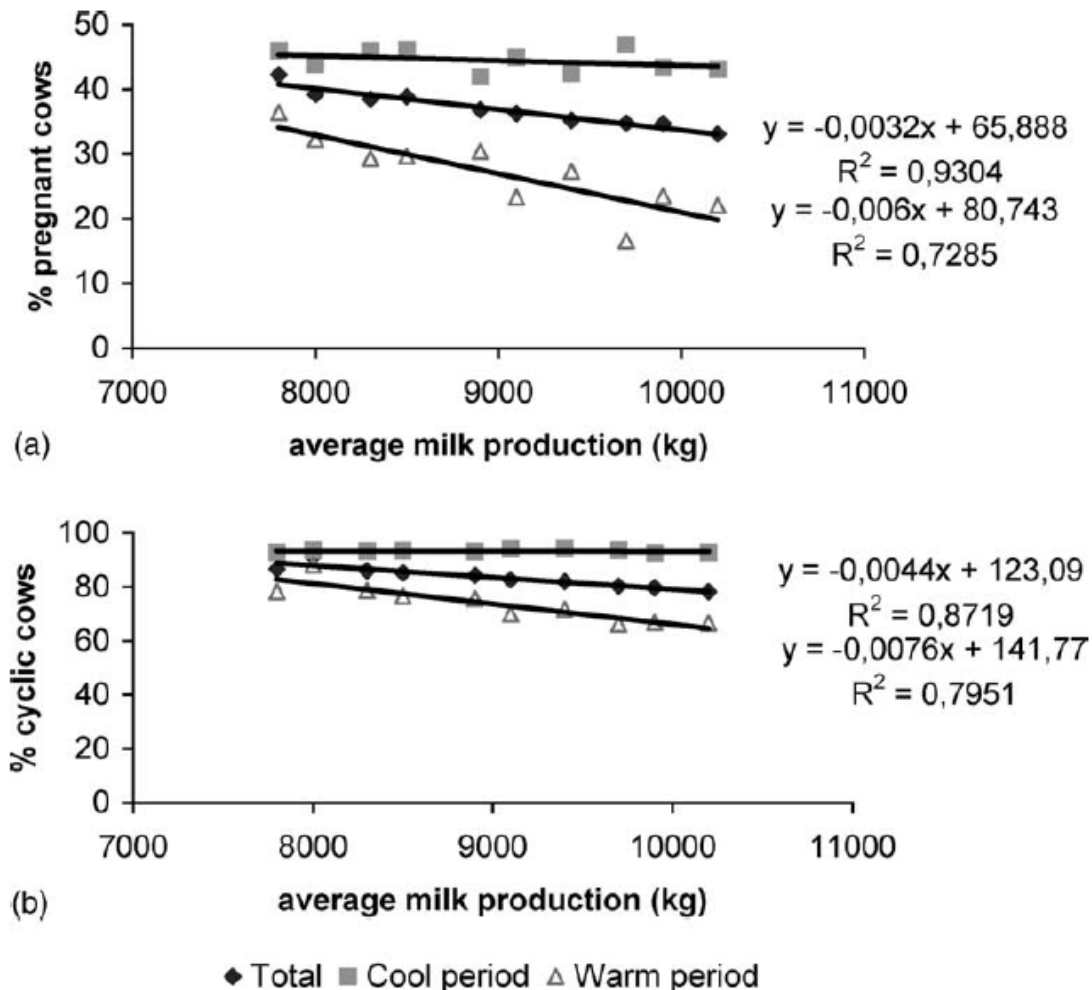 50
40
30
20
10
0
% pregnant cows
y = -0,0032x + 65,888
R² = 0,9304
y = -0,006x + 80,743
R² = 0,7285
7000 8000 9000 10000 11000
(a) average milk production (kg)
100
80
60
40
20
0
% cyclic cows
y = -0,0044x + 123,09
R² = 0,8719
y = -0,0076x + 141,77
R² = 0,7951
7000 8000 9000 10000 11000
(b) average milk production (kg)
Total Cool period Warm period